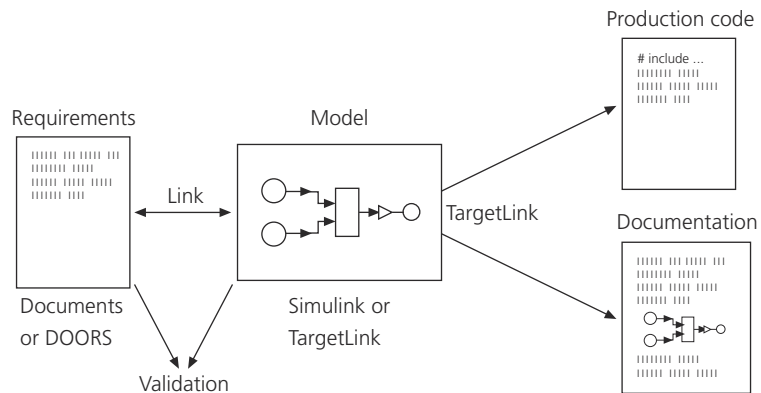 Production code
# include ...
Requirements
Model
Link
TargetLink
Documentation
Documents
or DOORS
Simulink or
TargetLink
Validation